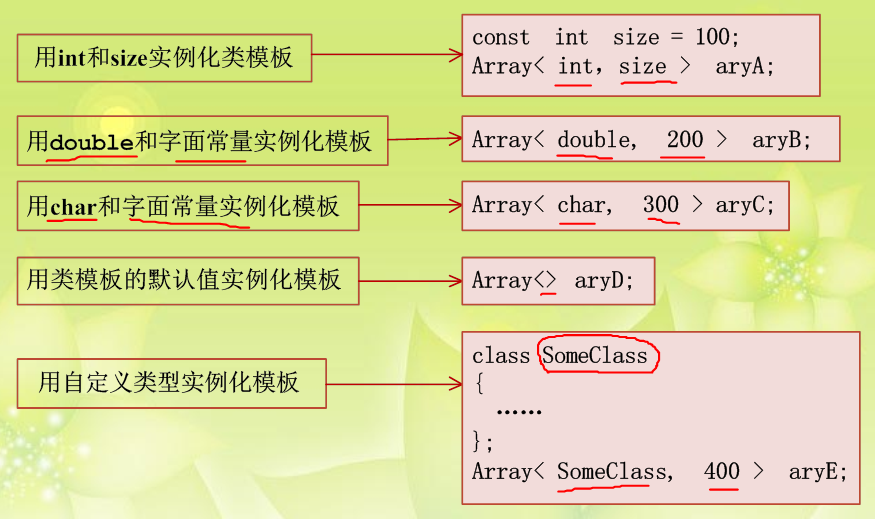 用int和size实例化类模板
const int size = 100;
Array< int, size > aryA;
用double和字面常量实例化模板
Array< double, 200 > aryB;
用char和字面常量实例化模板
Array< char, 300 > aryC;
用类模板的默认值实例化模板
Array<> aryD;
用自定义类型实例化模板
class SomeClass
{
……
};
Array< SomeClass, 400 > aryE;